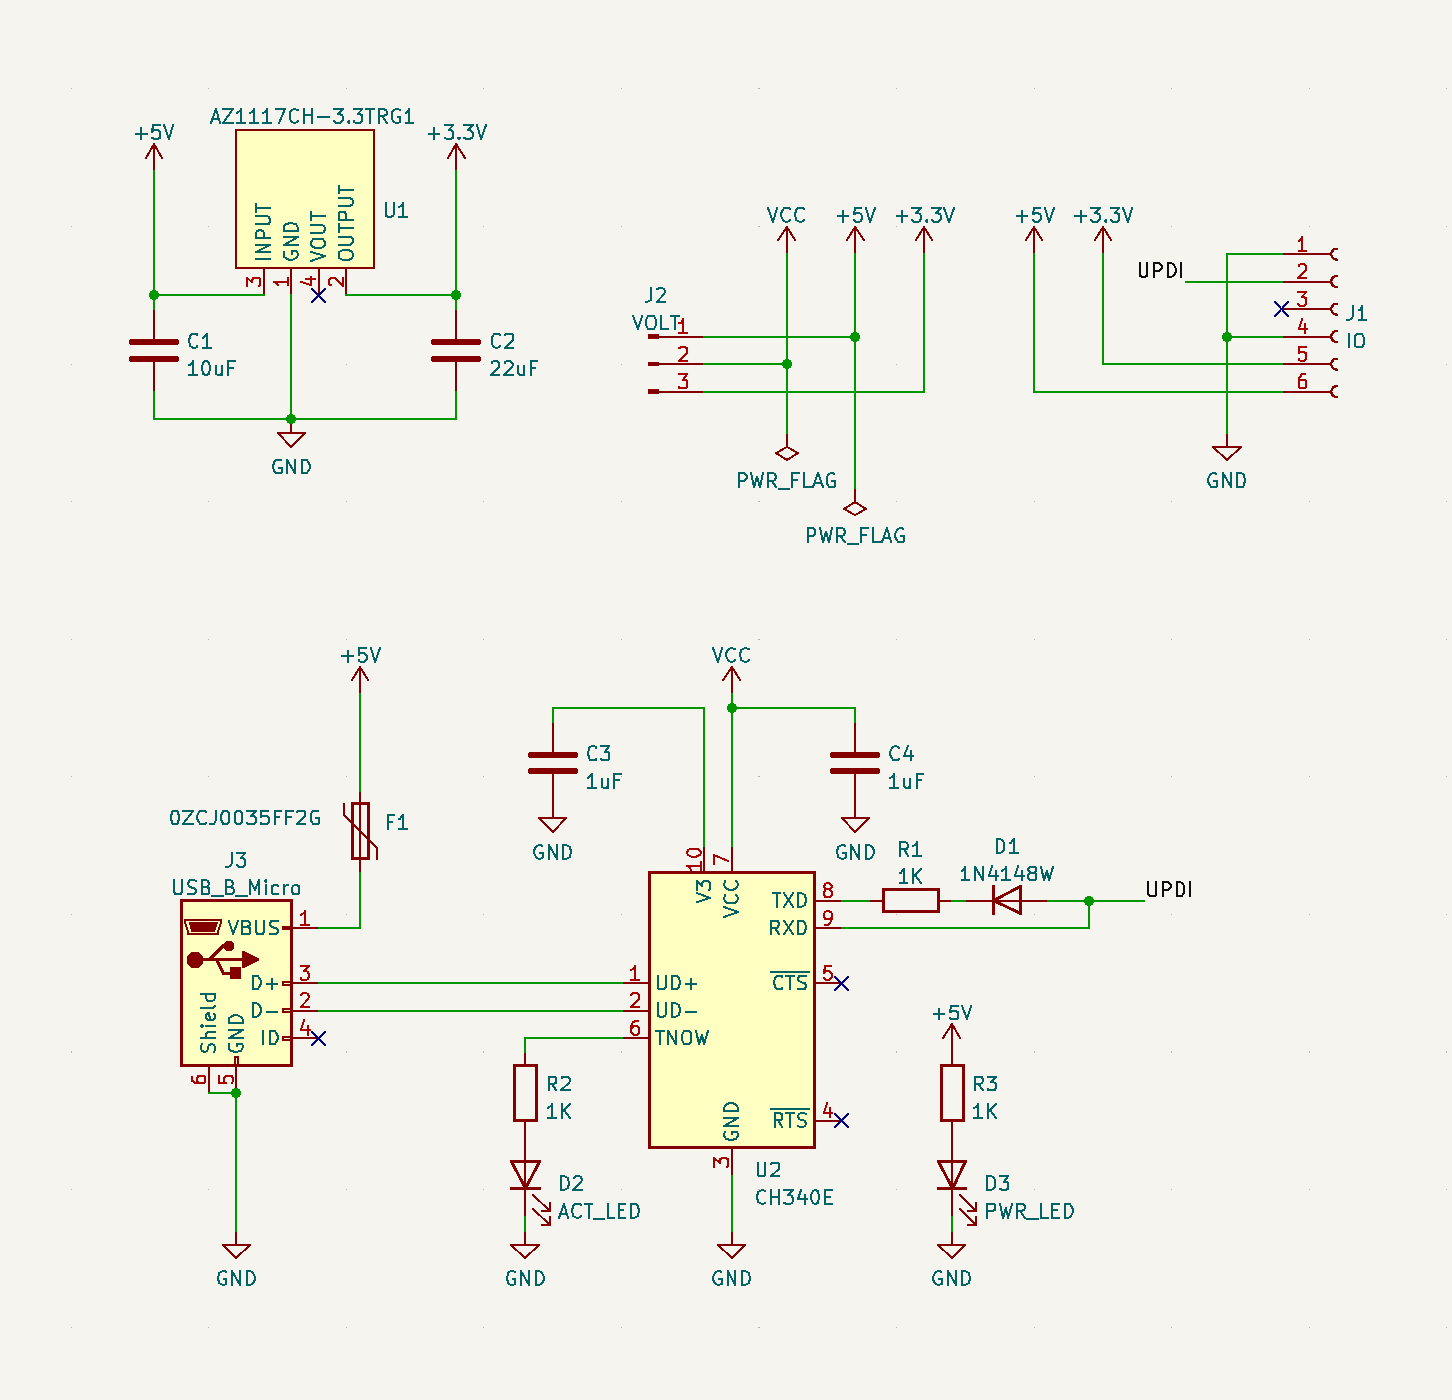 AZ1117CH-3.3TRG1
+5V
+3.3V
INPUT
GND
VOUT
OUTPUT
U1
3
1
4
2
C1
10uF
C2
22uF
GND
VCC
+5V
+3.3V
J2
VOLT
1
2
3
PWR_FLAG
PWR_FLAG
+5V
+3.3V
UPDI
1
2
3
4
5
6
J1
IO
GND
+5V
0ZCJ0035FF2G
F1
J3
USB_B_Micro
VBUS
1
D+
3
D-
2
ID
4
Shield
GND
6
5
GND
VCC
C3
1uF
GND
C4
1uF
GND
10
7
V3
VCC
TXD
8
RXD
9
R1
1K
D1
1N4148W
UPDI
1
UD+
2
UD-
6
TNOW
CTS
5
RTS
4
GND
3
U2
CH340E
GND
R2
1K
D2
ACT_LED
GND
+5V
R3
1K
D3
PWR_LED
GND